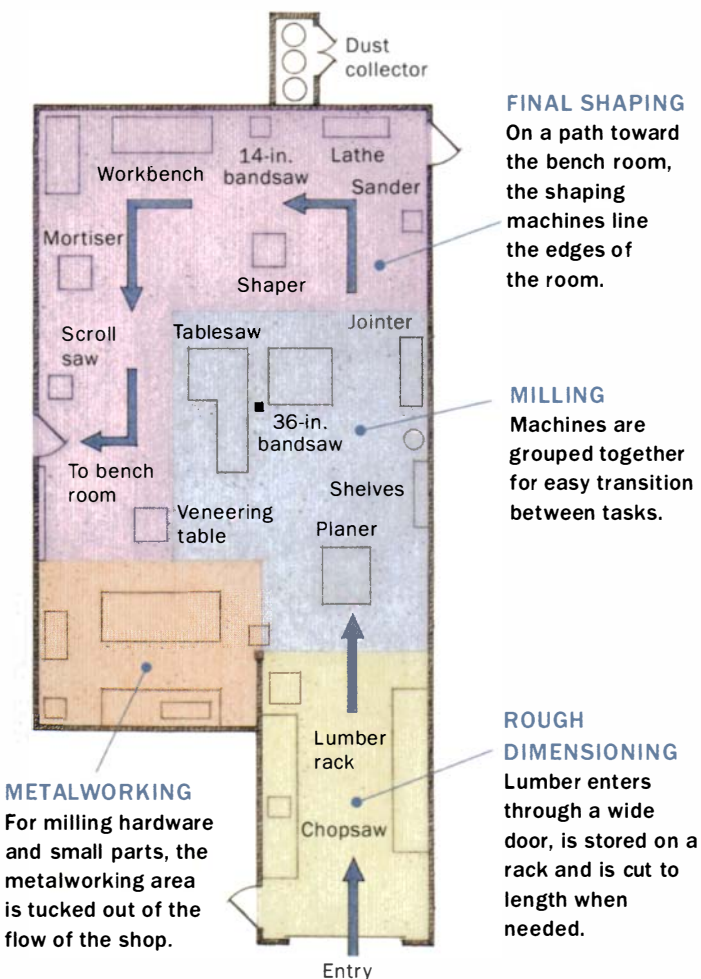 Dust
collector
FINAL SHAPING
On a path toward
the bench room,
the shaping
machines line
the edges of
the room.
Workbench
14-in.
bandsaw
Lathe
Sander
Mortiser
Shaper
Scroll
saw
Tablesaw
Jointer
36-in.
bandsaw
MILLING
Machines are
grouped together
for easy transition
between tasks.
To bench
room
Veneering
table
Shelves
Planer
Lumber
rack
Chopsaw
ROUGH
DIMENSIONING
Lumber enters
through a wide
door, is stored on a
rack and is cut to
length when
needed.
METALWORKING
For milling hardware
and small parts, the
metalworking area
is tucked out of the
flow of the shop.
Entry